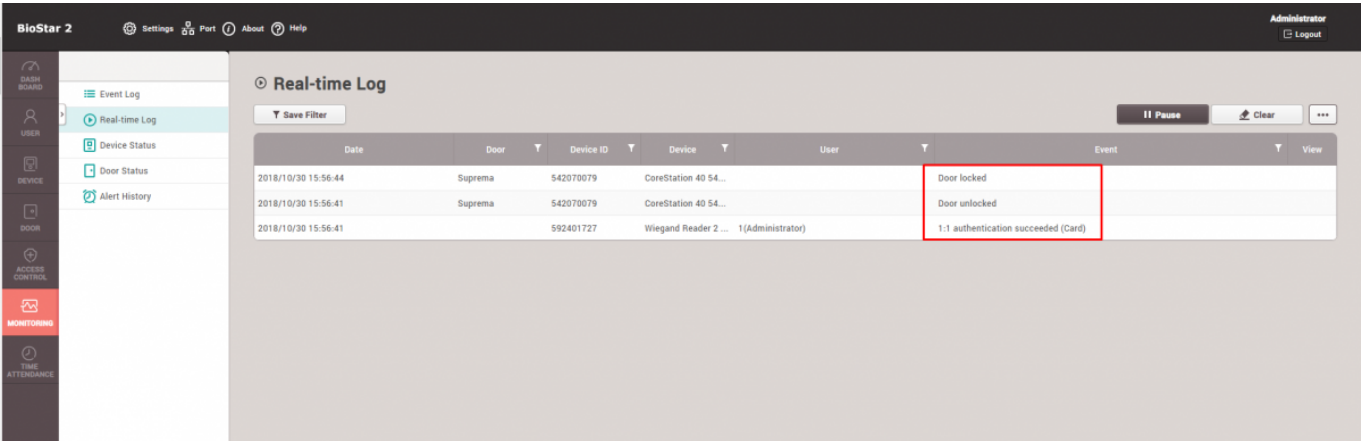 BioStar 2
Settings Port About Help
Administrator
Logout
DASH
BOARD
USER
DEVICE
DOOR
ACCESS
CONTROL
MONITORING
TIME
ATTENDANCE
Event Log
Real-time Log
Device Status
Door Status
Alert History
Real-time Log
Save Filter
Pause Clear
Date Door Device ID Device User Event View
2018/10/30 15:56:44 Suprema 542070079 CoreStation 40 54... Door locked
2018/10/30 15:56:41 Suprema 542070079 CoreStation 40 54... Door unlocked
2018/10/30 15:56:41 592401727 Wiegand Reader 2 ... 1(Administrator) 1:1 authentication succeeded (Card)